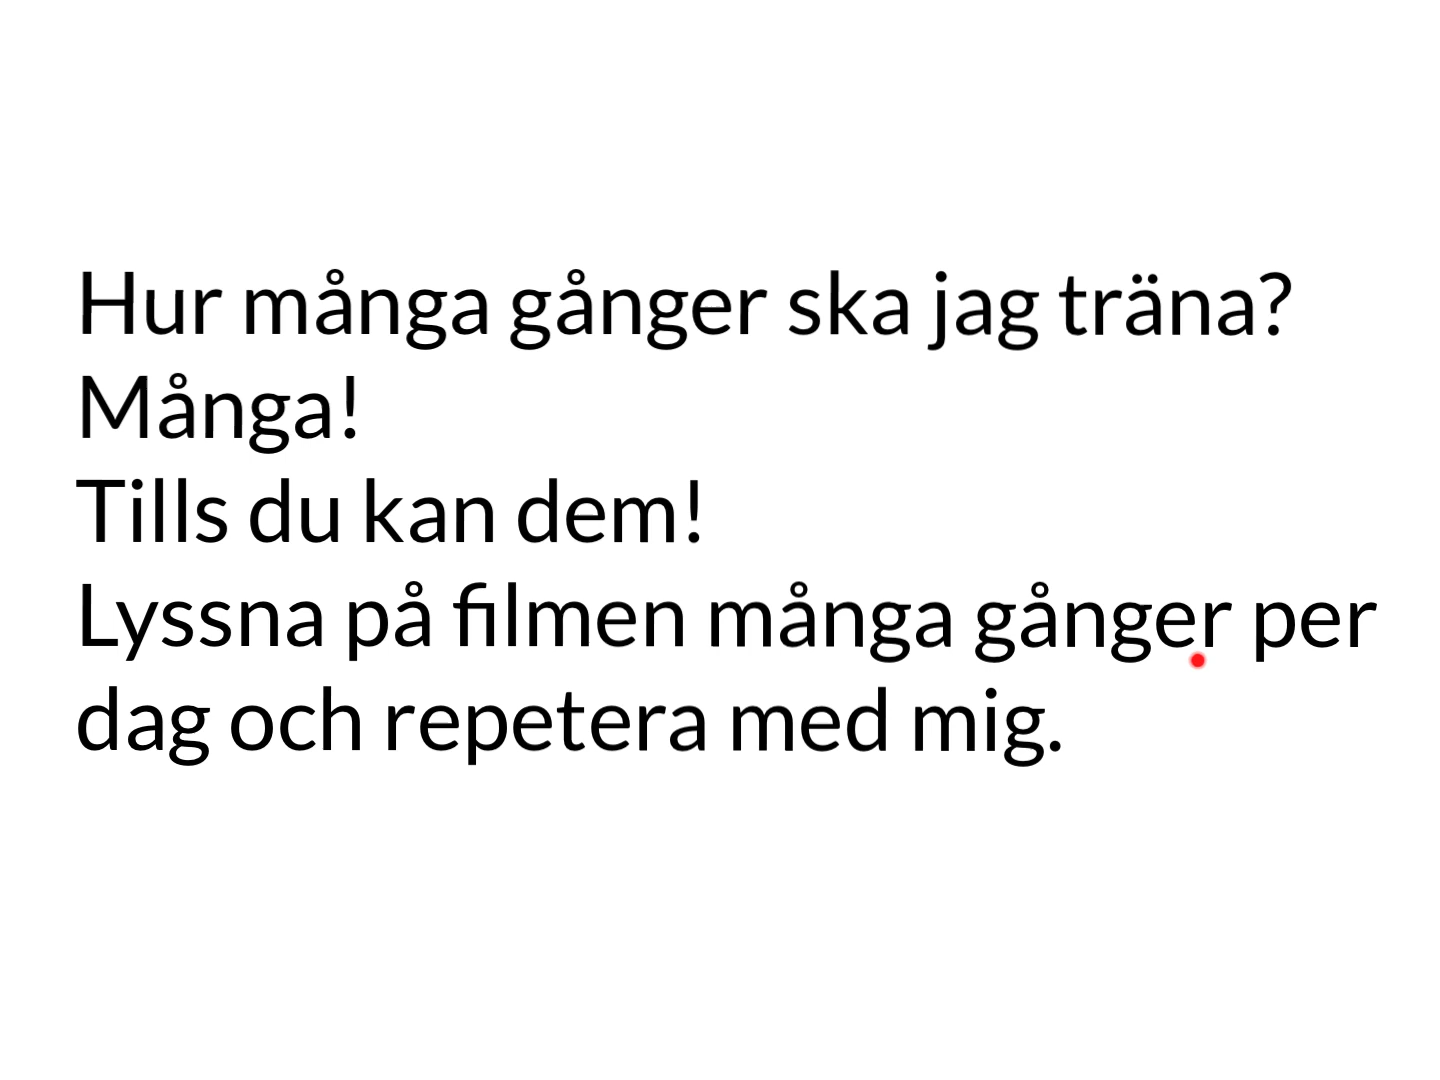 Hur många gånger ska jag träna?
Många!
Tills du kan dem!
Lyssna på filmen många gånger per
dag och repetera med mig.